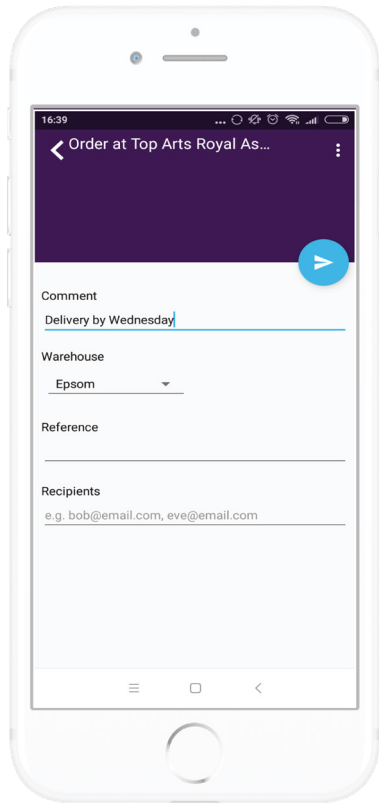 16:39
Order at Top Arts Royal As...
Comment
Delivery by Wednesday
Warehouse
Epsom
Reference
Recipients
e.g. bob@email.com, eve@email.com